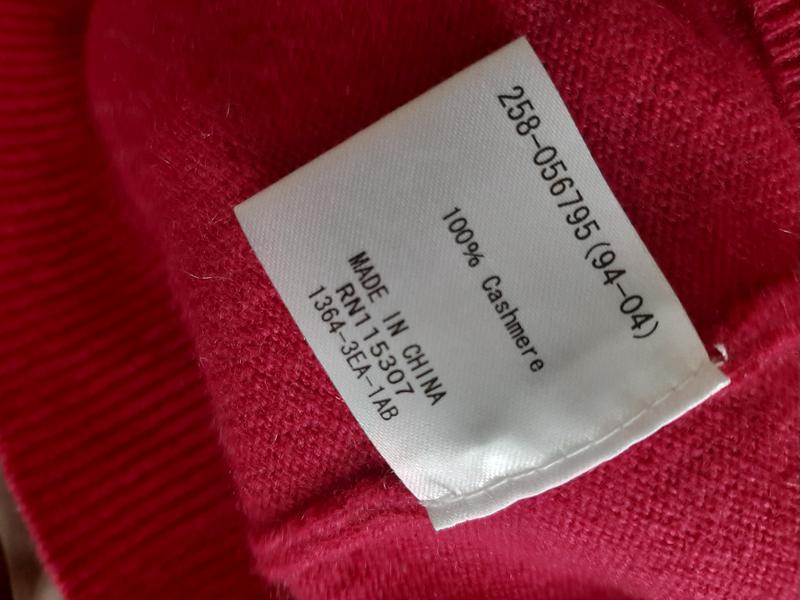 258-056795(94-04)
100% Cashmere
MADE IN CHINA
RN115307
1364-3EA-1AB